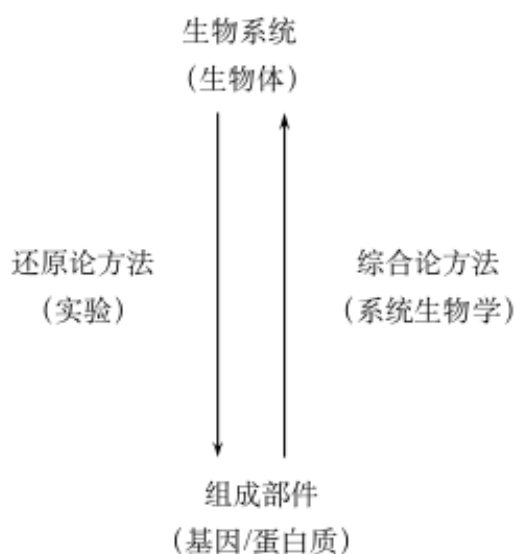 生物系统
（生物体）
还原论方法
（实验）
综合论方法
（系统生物学）
组成部件
（基因/蛋白质）